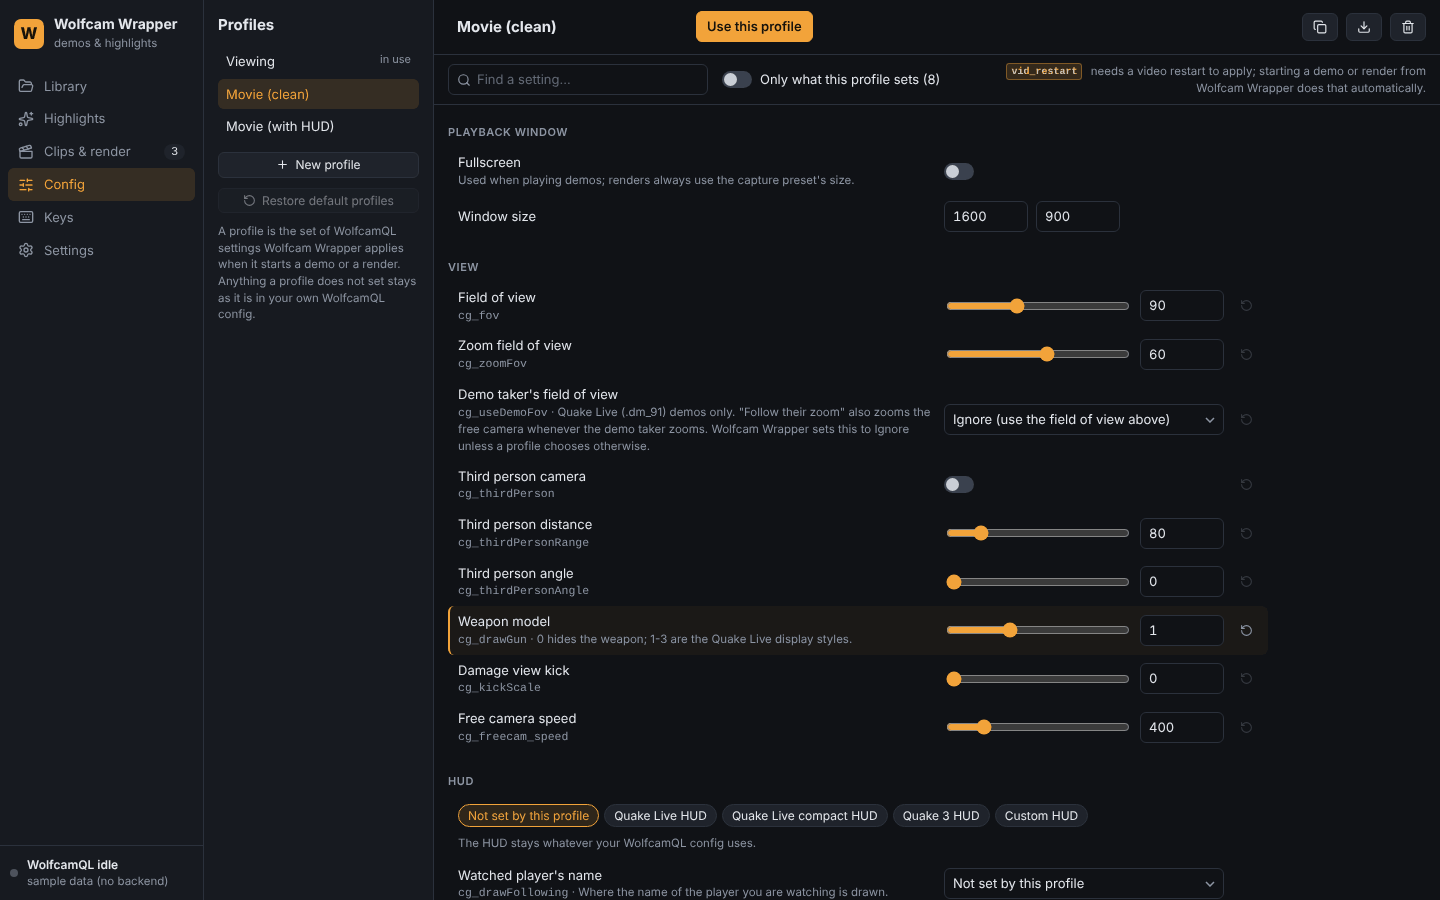 W
Wolfcam Wrapper
demos & highlights
Library
Highlights
Clips & render 3
Config
Keys
Settings
WolfcamQL idle
sample data (no backend)
Profiles
Viewing in use
Movie (clean)
Movie (with HUD)
+ New profile
Restore default profiles
A profile is the set of WolfcamQL
settings Wolfcam Wrapper applies
when it starts a demo or a render.
Anything a profile does not set stays
as it is in your own WolfcamQL
config.
Movie (clean)
Use this profile
Find a setting...
Only what this profile sets (8)
vid_restart needs a video restart to apply; starting a demo or render from
Wolfcam Wrapper does that automatically.
PLAYBACK WINDOW
Fullscreen
Used when playing demos; renders always use the capture preset's size.
Window size 1600 900
VIEW
Field of view
cg_fov
90
Zoom field of view
cg_zoomFov
60
Demo taker's field of view
cg_useDemoFov · Quake Live (.dm_91) demos only. "Follow their zoom" also zooms the
free camera whenever the demo taker zooms. Wolfcam Wrapper sets this to Ignore
unless a profile chooses otherwise.
Ignore (use the field of view above)
Third person camera
cg_thirdPerson
Third person distance
cg_thirdPersonRange
80
Third person angle
cg_thirdPersonAngle
0
Weapon model
cg_drawGun · 0 hides the weapon; 1-3 are the Quake Live display styles.
1
Damage view kick
cg_kickScale
0
Free camera speed
cg_freecam_speed
400
HUD
Not set by this profile Quake Live HUD Quake Live compact HUD Quake 3 HUD Custom HUD
The HUD stays whatever your WolfcamQL config uses.
Watched player's name
cg_drawFollowing · Where the name of the player you are watching is drawn.
Not set by this profile